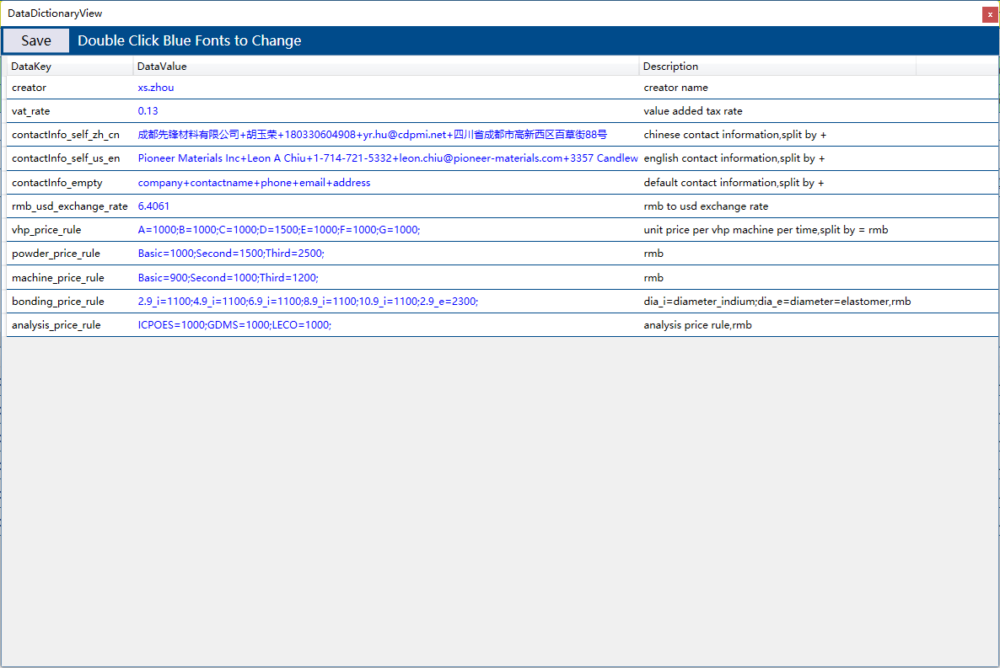 DataDictionaryView
x
Save Double Click Blue Fonts to Change
DataKey DataValue Description
creator xs.zhou creator name
vat_rate 0.13 value added tax rate
contactInfo_self_zh_cn 成都先锋材料有限公司+胡玉荣+180330604908+yr.hu@cdpmi.net+四川省成都市高新西区百草街88号 chinese contact information,split by +
contactInfo_self_us_en Pioneer Materials Inc+Leon A Chiu+1-714-721-5332+leon.chiu@pioneer-materials.com+3357 Candlew english contact information,split by +
contactInfo_empty company+contactname+phone+email+address default contact information,split by +
rmb_usd_exchange_rate 6.4061 rmb to usd exchange rate
vhp_price_rule A=1000;B=1000;C=1000;D=1500;E=1000;F=1000;G=1000; unit price per vhp machine per time,split by = rmb
powder_price_rule Basic=1000;Second=1500;Third=2500; rmb
machine_price_rule Basic=900;Second=1000;Third=1200; rmb
bonding_price_rule 2.9_i=1100;4.9_i=1100;6.9_i=1100;8.9_i=1100;10.9_i=1100;2.9_e=2300; dia_i=diameter_indium;dia_e=diameter=elastomer,rmb
analysis_price_rule ICPOES=1000;GDMS=1000;LECO=1000; analysis price rule,rmb